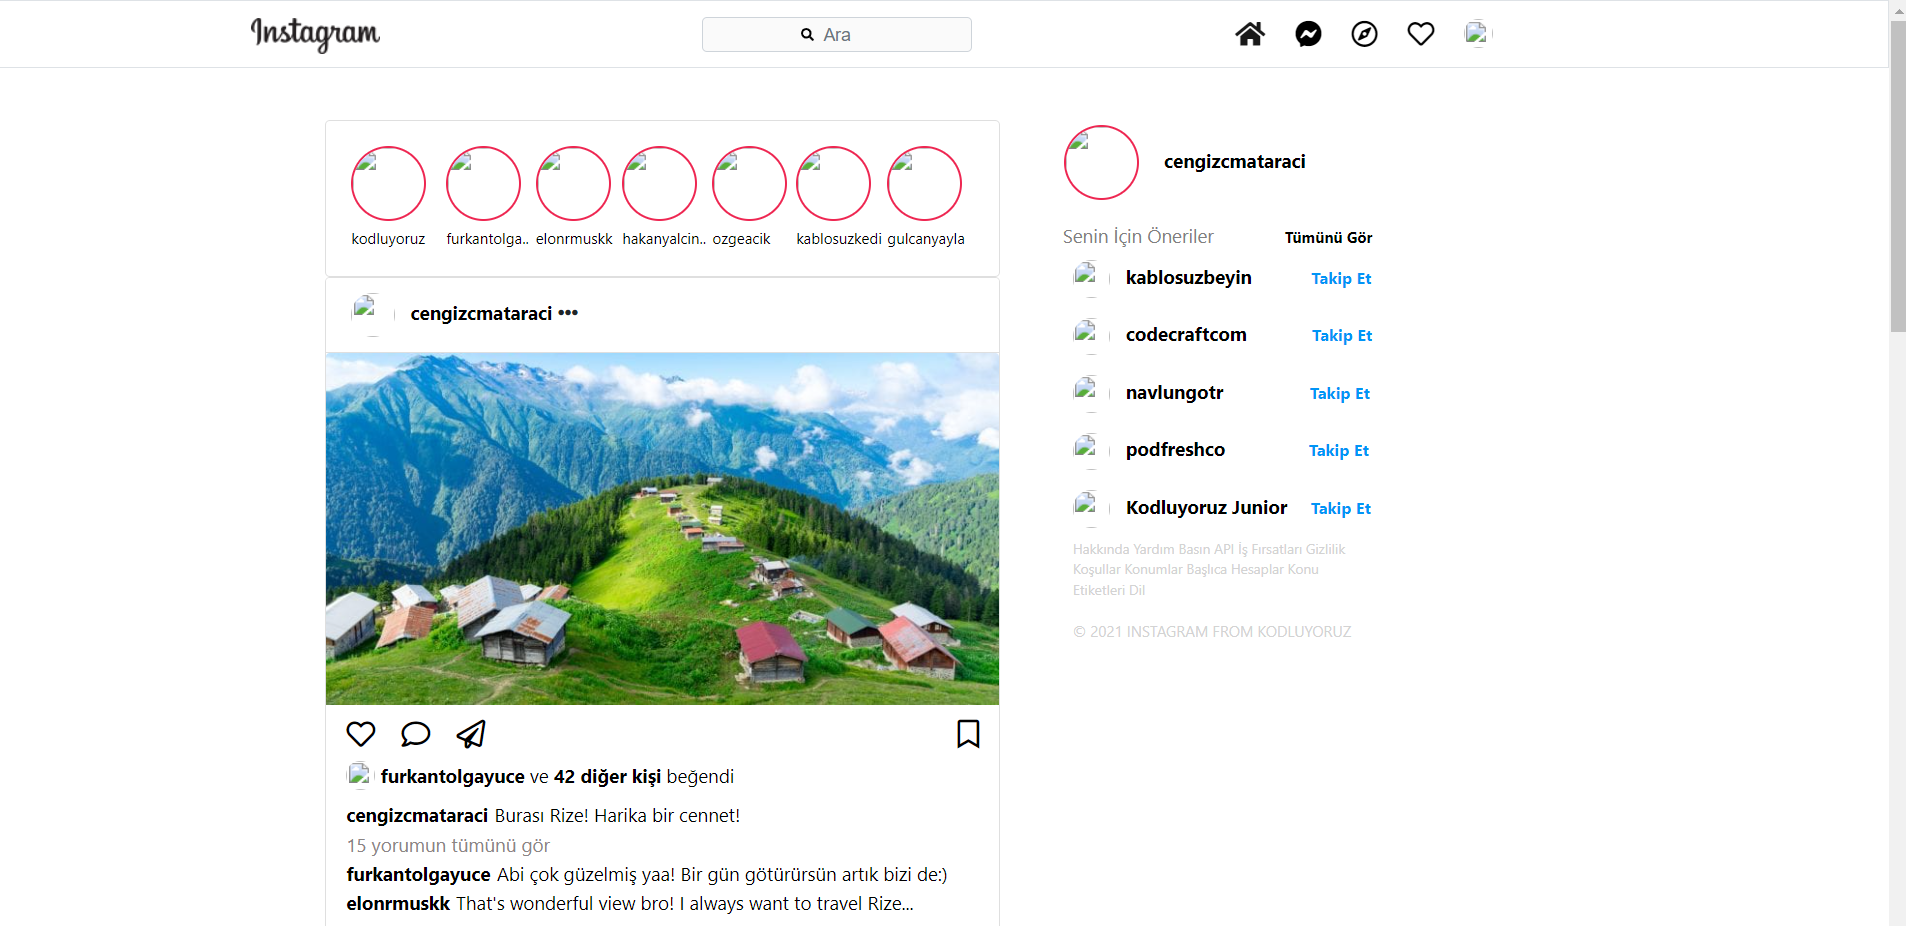 Instagram
Ara
kodluyoruz furkantolga.. elonrmuskk hakanyalcin.. ozgeacik kablosuzkedi gulcanyayla
cengizcmataraci •••
furkantolgayuce ve 42 diğer kişi beğendi
cengizcmataraci Burası Rize! Harika bir cennet!
15 yorumun tümünü gör
furkantolgayuce Abi çok güzelmiş yaa! Bir gün götürürsün artık bizi de:)
elonrmuskk That's wonderful view bro! I always want to travel Rize...
cengizcmataraci
Senin İçin Öneriler Tümünü Gör
kablosuzbeyin Takip Et
codecraftcom Takip Et
navlungotr Takip Et
podfreshco Takip Et
Kodluyoruz Junior Takip Et
Hakkında Yardım Basın API İş Fırsatları Gizlilik
Koşullar Konumlar Başlıca Hesaplar Konu
Etiketleri Dil
© 2021 INSTAGRAM FROM KODLUYORUZ